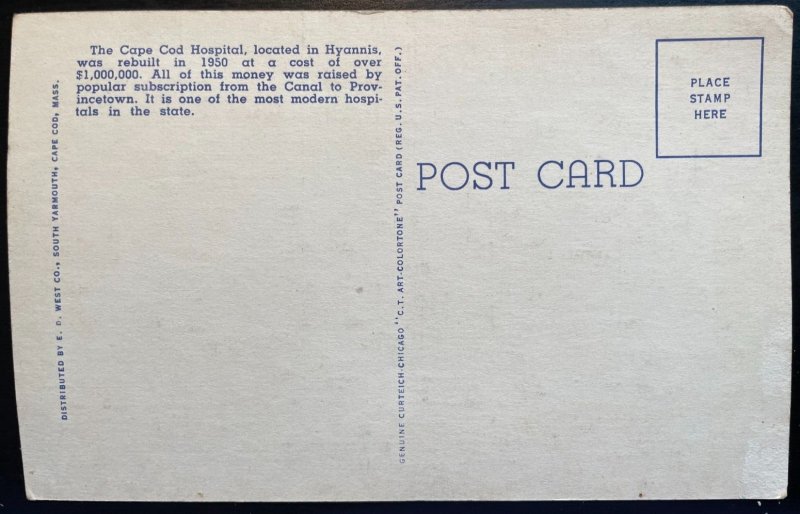 The Cape Cod Hospital, located in Hyannis,
was rebuilt in 1950 at a cost of over
$1,000,000. All of this money was raised by
popular subscription from the Canal to Prov-
incetown. It is one of the most modern hospi-
tals in the state.
DISTRIBUTED BY E. D. WEST CO., SOUTH YARMOUTH, CAPE COD, MASS.
GENUINE CURTEICH-CHICAGO "C.T. ART-COLORTONE" POST CARD (REG. U.S. PAT. OFF.)
POST CARD
PLACE
STAMP
HERE